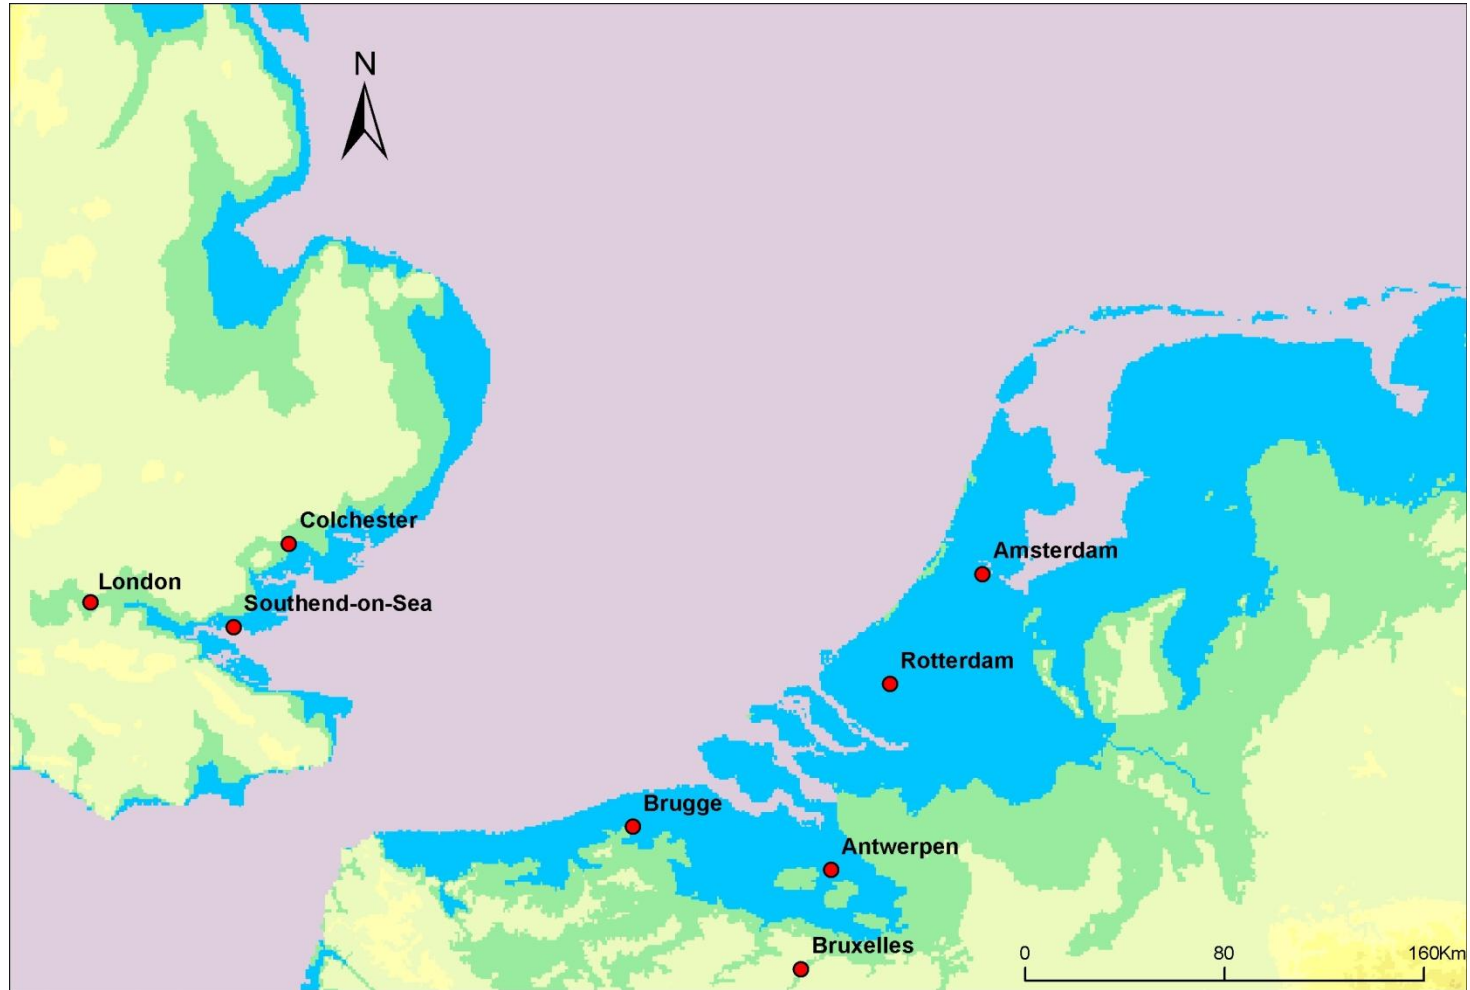 N
Colchester
London
Southend-on-Sea
Amsterdam
Rotterdam
Brugge
Antwerpen
Bruxelles
0 80 160Km